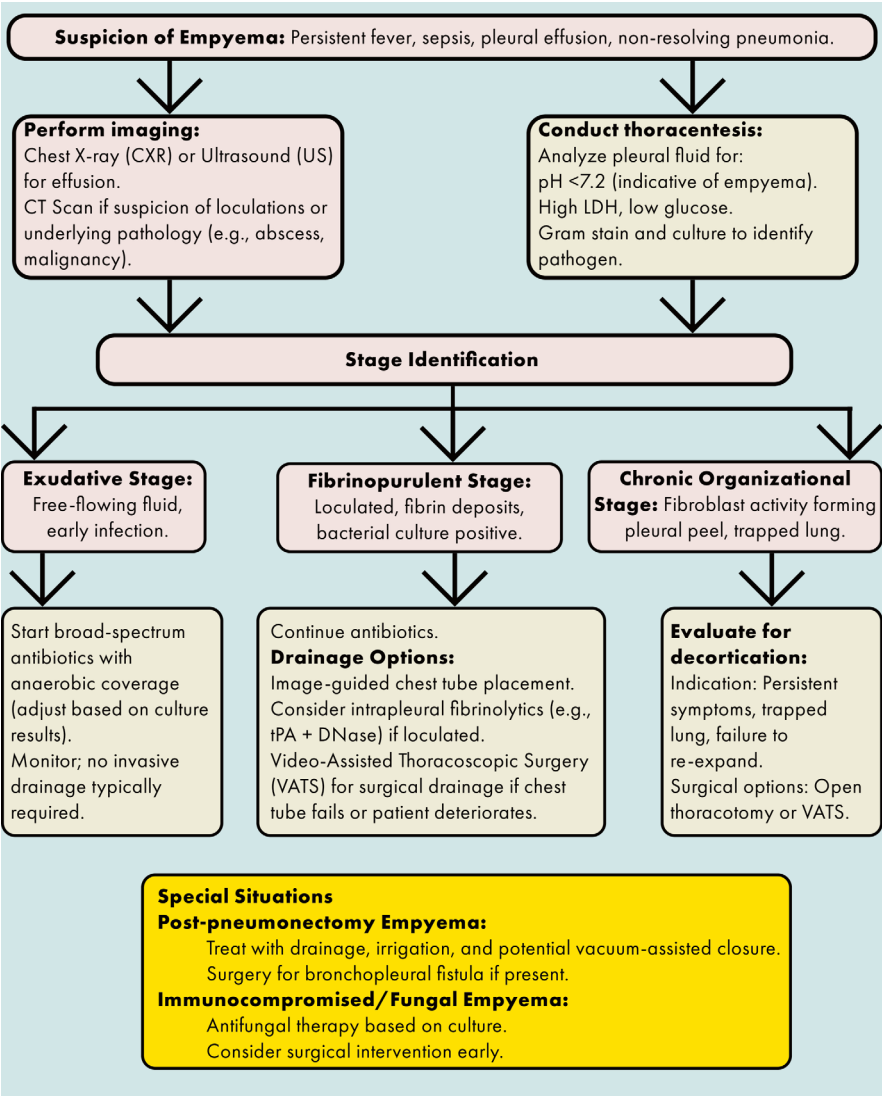 Suspicion of Empyema: Persistent fever, sepsis, pleural effusion, non-resolving pneumonia.
Perform imaging:
Chest X-ray (CXR) or Ultrasound (US)
for effusion.
CT Scan if suspicion of loculations or
underlying pathology (e.g., abscess,
malignancy).
Conduct thoracentesis:
Analyze pleural fluid for:
pH <7.2 (indicative of empyema).
High LDH, low glucose.
Gram stain and culture to identify
pathogen.
Stage Identification
Exudative Stage:
Free-flowing fluid,
early infection.
Fibrinopurulent Stage:
Loculated, fibrin deposits,
bacterial culture positive.
Chronic Organizational
Stage: Fibroblast activity forming
pleural peel, trapped lung.
Start broad-spectrum
antibiotics with
anaerobic coverage
(adjust based on culture
results).
Monitor; no invasive
drainage typically
required.
Continue antibiotics.
Drainage Options:
Image-guided chest tube placement.
Consider intrapleural fibrinolytics (e.g.,
tPA + DNase) if loculated.
Video-Assisted Thoracoscopic Surgery
(VATS) for surgical drainage if chest
tube fails or patient deteriorates.
Evaluate for
decortication:
Indication: Persistent
symptoms, trapped
lung, failure to
re-expand.
Surgical options: Open
thoracotomy or VATS.
Special Situations
Post-pneumonectomy Empyema:
Treat with drainage, irrigation, and potential vacuum-assisted closure.
Surgery for bronchopleural fistula if present.
Immunocompromised/Fungal Empyema:
Antifungal therapy based on culture.
Consider surgical intervention early.